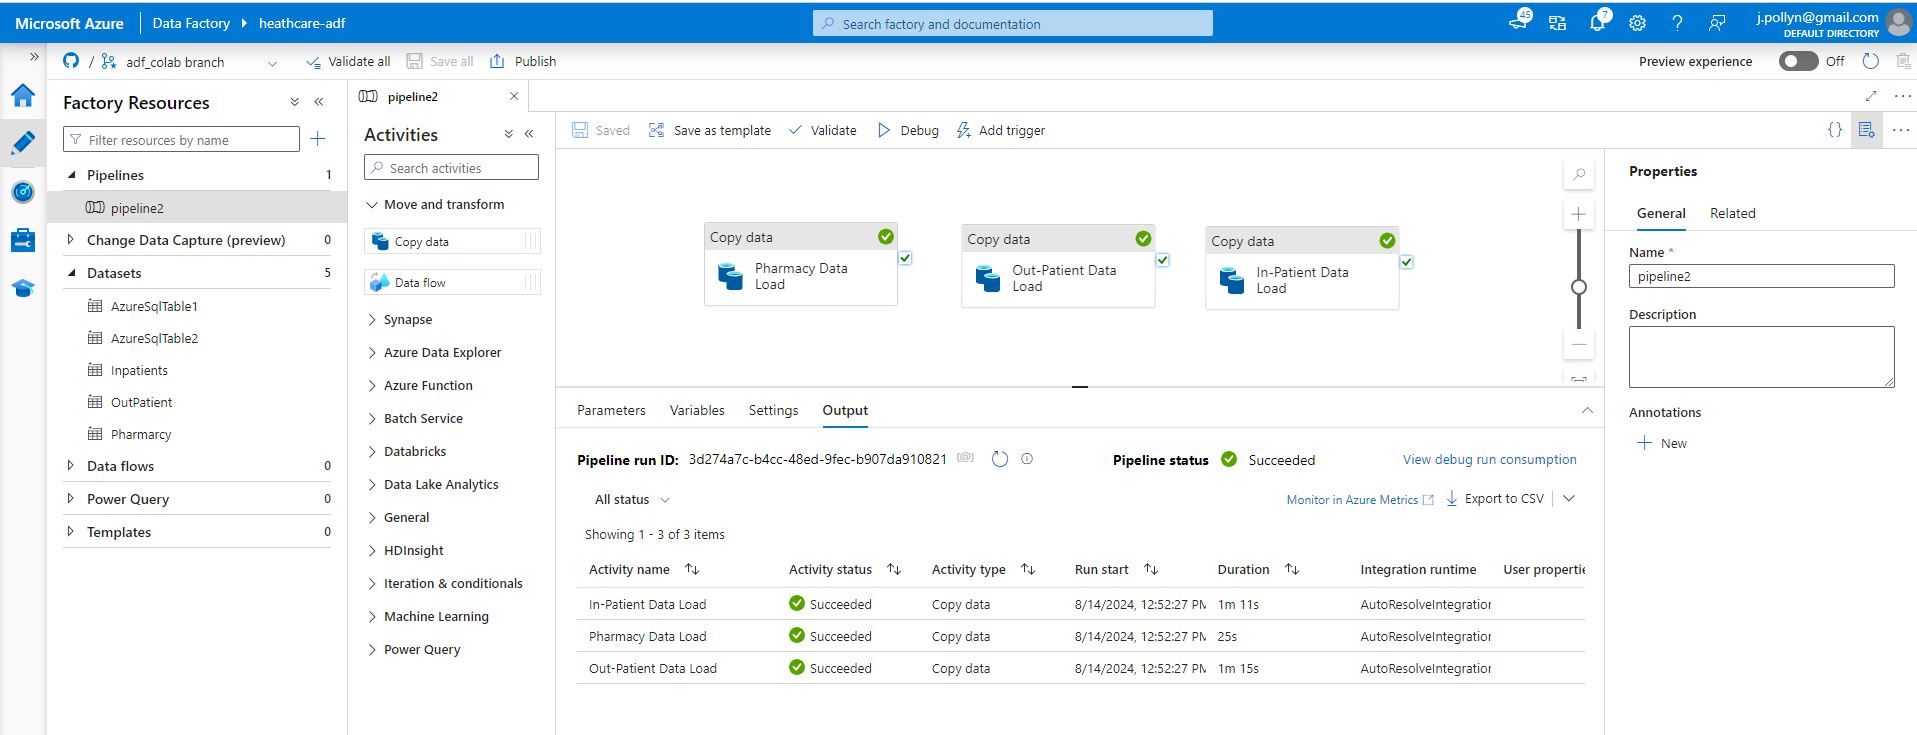 Microsoft Azure Data Factory heathcare-adf Search factory and documentation 45 7 j.pollyn@gmail.com
DEFAULT DIRECTORY
/ adf_colab branch Validate all Save all Publish Preview experience Off
Factory Resources
Filter resources by name
Pipelines 1
pipeline2
Change Data Capture (preview) 0
Datasets 5
AzureSqlTable1
AzureSqlTable2
Inpatients
OutPatient
Pharmarcy
Data flows 0
Power Query 0
Templates 0
pipeline2
Activities
Search activities
Move and transform
Copy data
Data flow
Synapse
Azure Data Explorer
Azure Function
Batch Service
Databricks
Data Lake Analytics
General
HDInsight
Iteration & conditionals
Machine Learning
Power Query
Saved Save as template Validate Debug Add trigger {}
Copy data
Pharmacy Data
Load
Copy data
Out-Patient Data
Load
Copy data
In-Patient Data
Load
Parameters Variables Settings Output
Pipeline run ID: 3d274a7c-b4cc-48ed-9fec-b907da910821 Pipeline status Succeeded View debug run consumption
All status Monitor in Azure Metrics Export to CSV
Showing 1 - 3 of 3 items
Activity name Activity status Activity type Run start Duration Integration runtime User propertie
In-Patient Data Load Succeeded Copy data 8/14/2024, 12:52:27 PM 1m 11s AutoResolveIntegration
Pharmacy Data Load Succeeded Copy data 8/14/2024, 12:52:27 PM 25s AutoResolveIntegration
Out-Patient Data Load Succeeded Copy data 8/14/2024, 12:52:27 PM 1m 15s AutoResolveIntegration
Properties
General Related
Name *
pipeline2
Description
Annotations
New